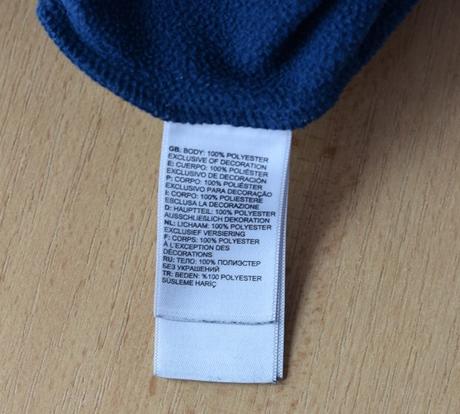 GB: BODY: 100% POLYESTER
EXCLUSIVE OF DECORATION
E: CUERPO: 100% POLIÉSTER
EXCLUSIVO DE DECORACIÓN
P: CORPO: 100% POLIÉSTER
EXCLUSIVO PARA DECORAÇÃO
I: CORPO: 100% POLIESTERE
ESCLUSA LA DECORAZIONE
D: HAUPTTEIL: 100% POLYESTER
AUSSCHLIEßLICH DEKORATION
NL: LICHAAM: 100% POLYESTER
EXCLUSIEF VERSIERING
F: CORPS: 100% POLYESTER
À L'EXCEPTION DES
DÉCORATIONS
RU: ТЕЛО: 100% ПОЛИЭСТЕР
БЕЗ УКРАШЕНИЙ
TR: BEDEN: %100 POLYESTER
SUSLEME HARİÇ